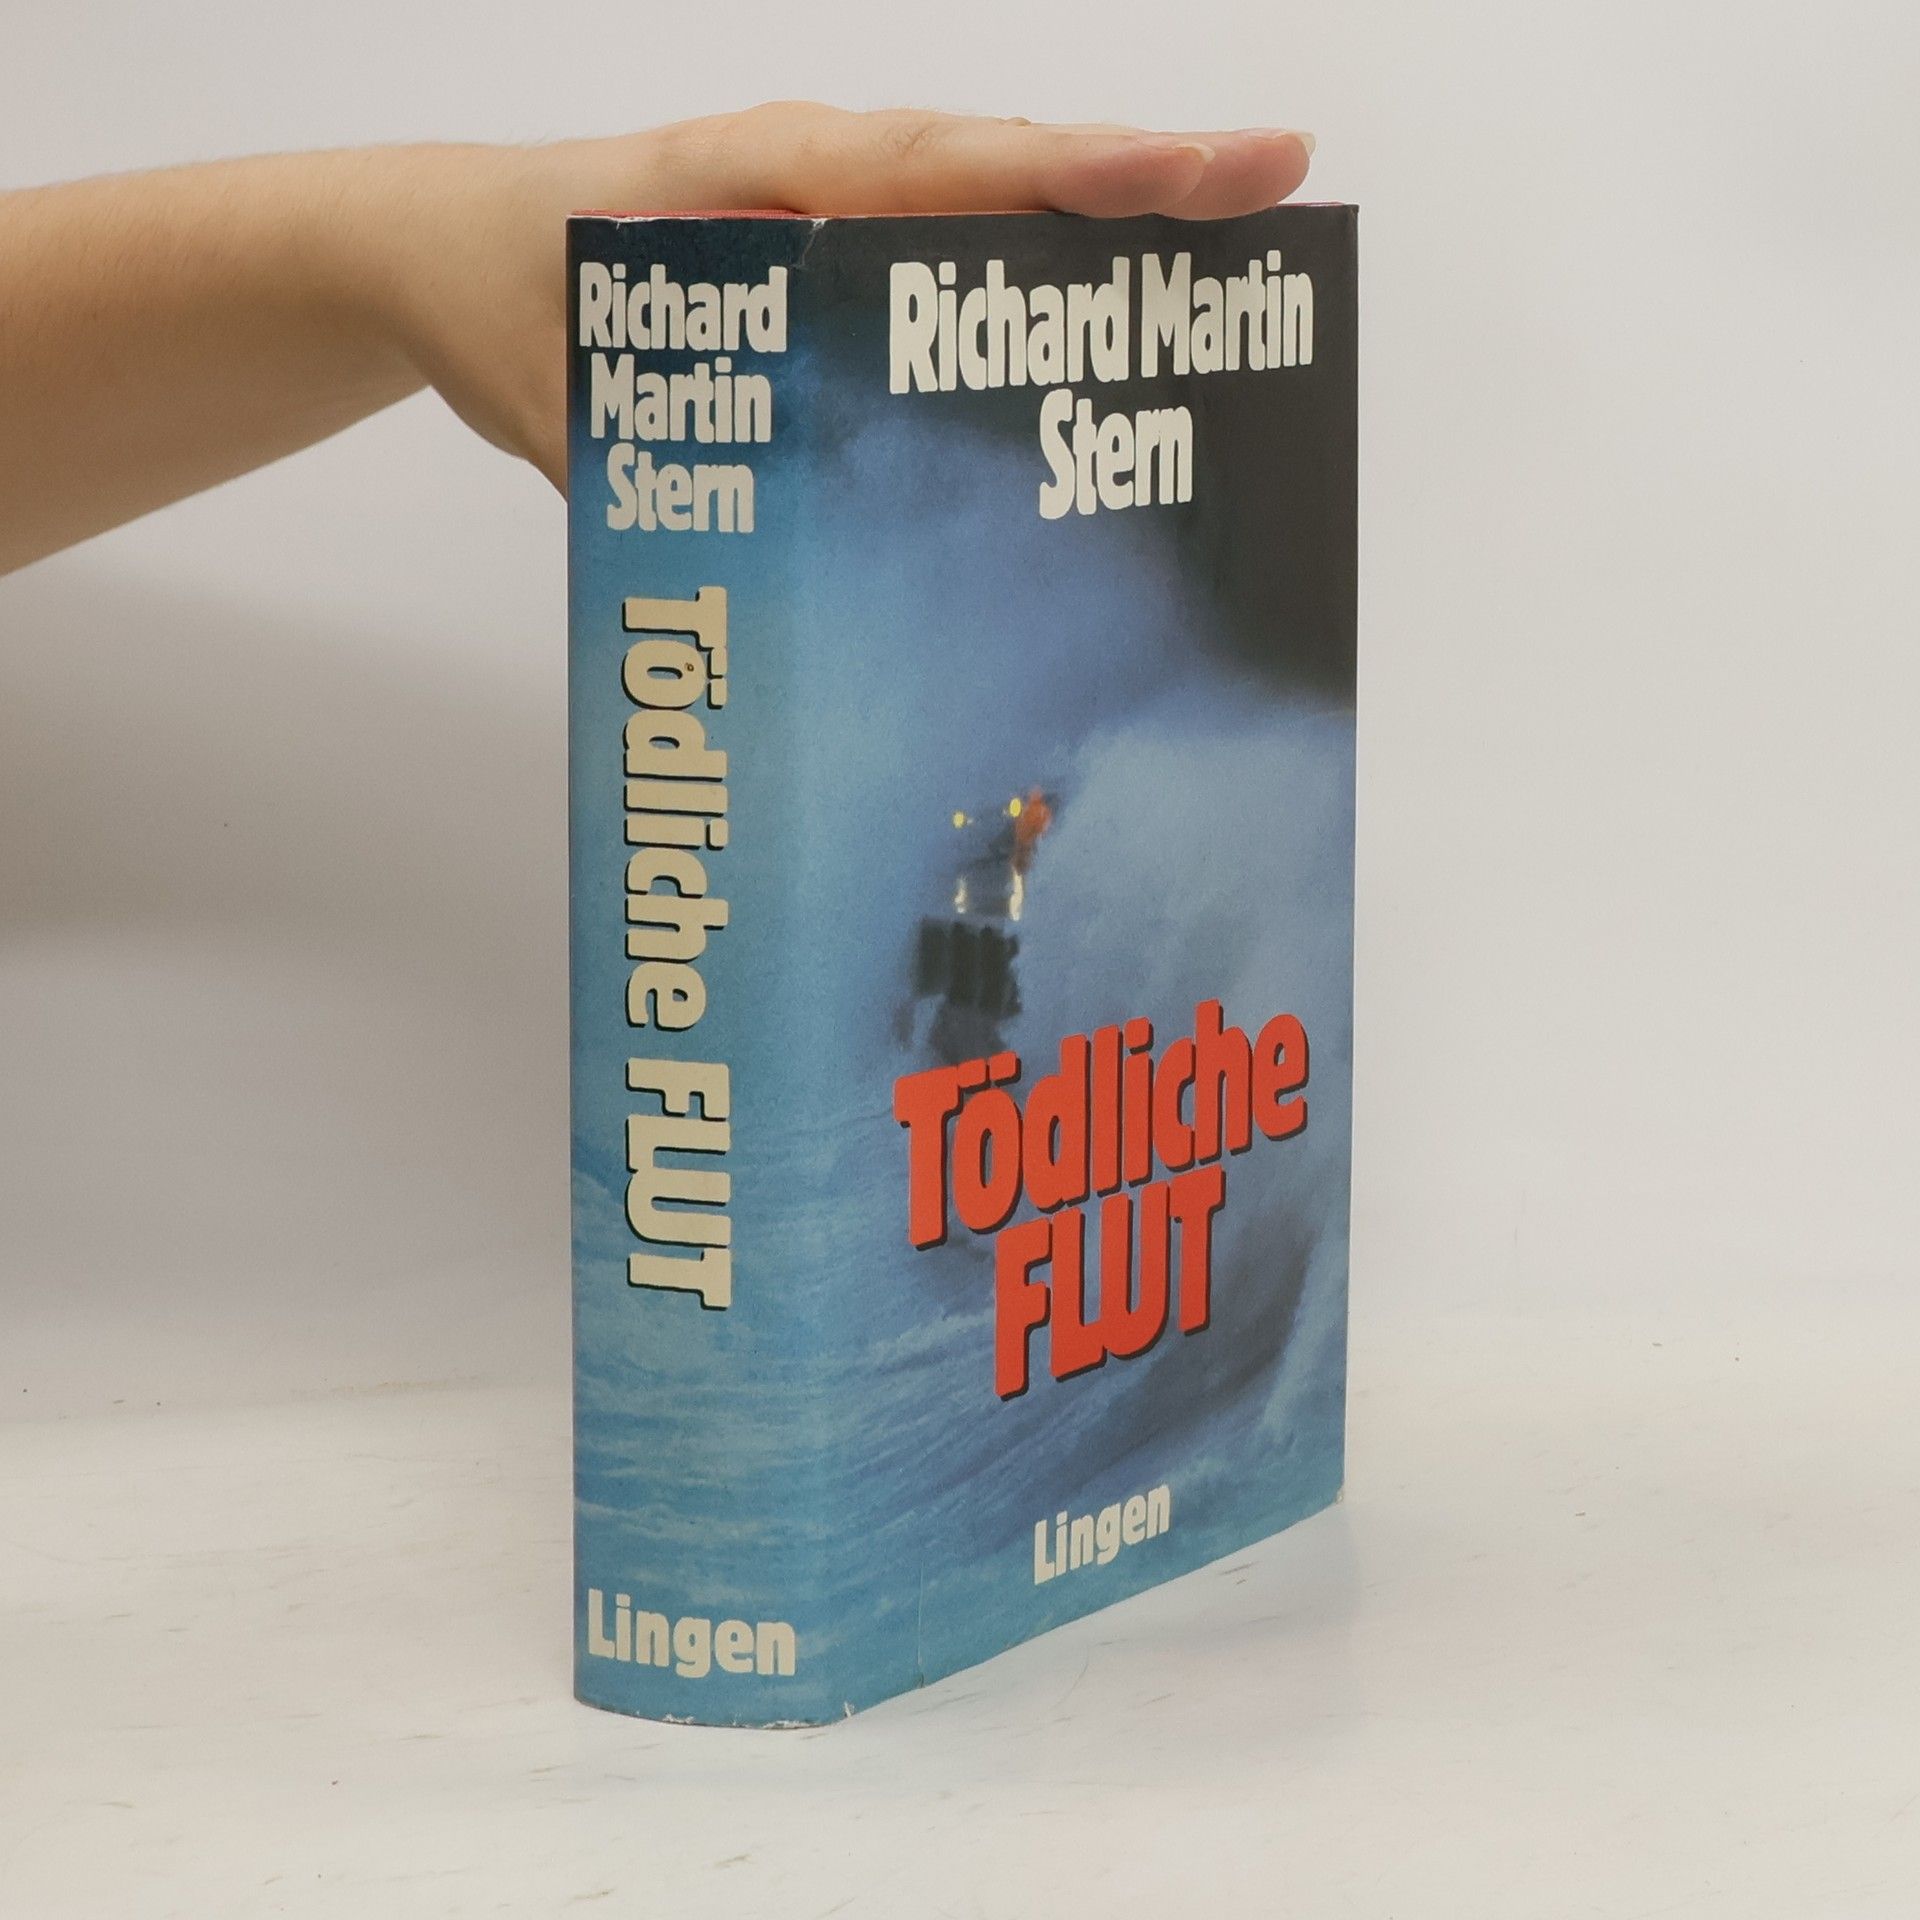 Richard
Martin
Stern
Tödliche FLUT
Lingen
Richard Martin
Stern
Tödliche
FLUT
Lingen